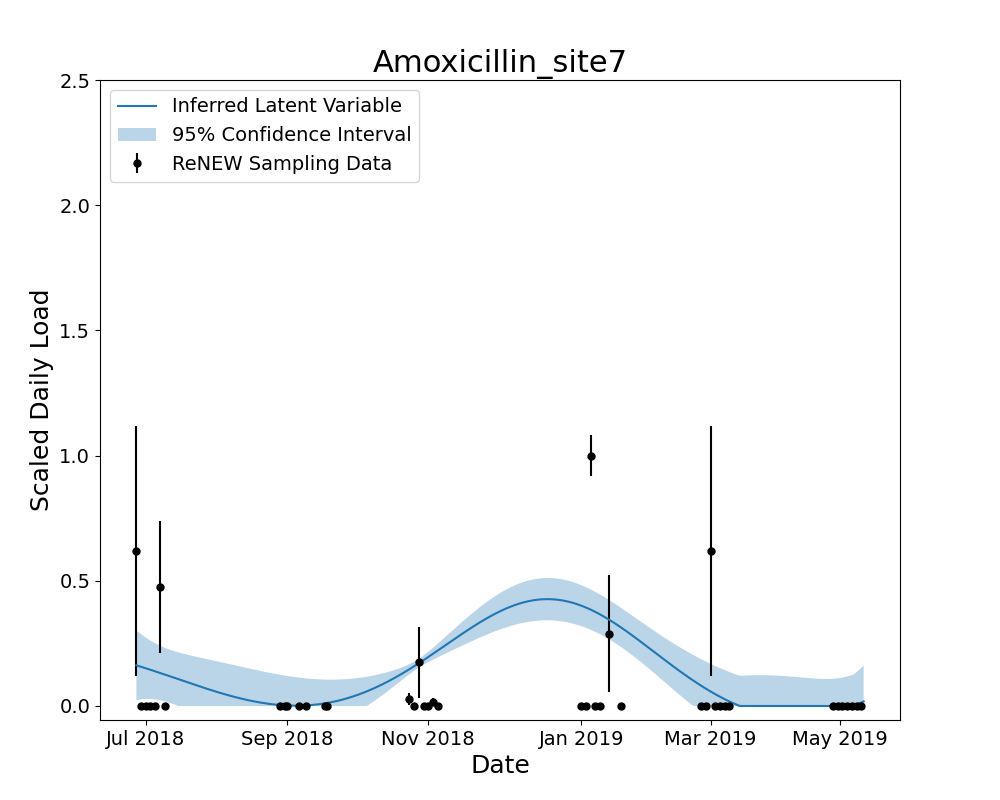 Amoxicillin_site7
Inferred Latent Variable
95% Confidence Interval
ReNEW Sampling Data
Scaled Daily Load
2.5
2.0
1.5
1.0
0.5
0.0
Jul 2018 Sep 2018 Nov 2018 Jan 2019 Mar 2019 May 2019
Date